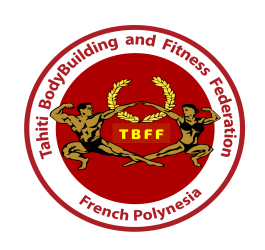 Tahiti BodyBuilding and Fitness Federation
TBFF
French Polynesia